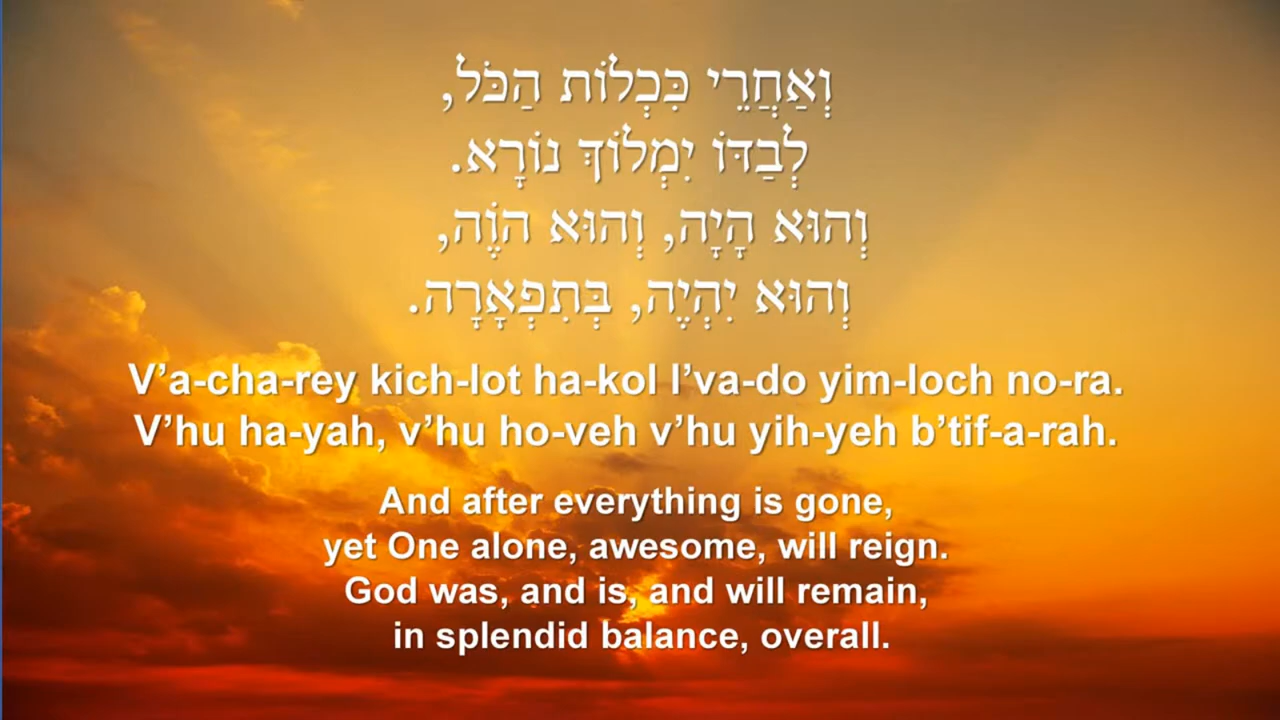 וְאַחֲרֵי כִּכְלוֹת הַכֹּל,
לְבַדּוֹ יִמְלוֹךְ נוֹרָא.
וְהוּא הָיָה, וְהוּא הוֶֹה,
וְהוּא יִהְיֶה, בְּתִפְאָרָה.
V’a-cha-rey kich-lot ha-kol l’va-do yim-loch no-ra.
V’hu ha-yah, v’hu ho-veh v’hu yih-yeh b’tif-a-rah.
And after everything is gone,
yet One alone, awesome, will reign.
God was, and is, and will remain,
in splendid balance, overall.